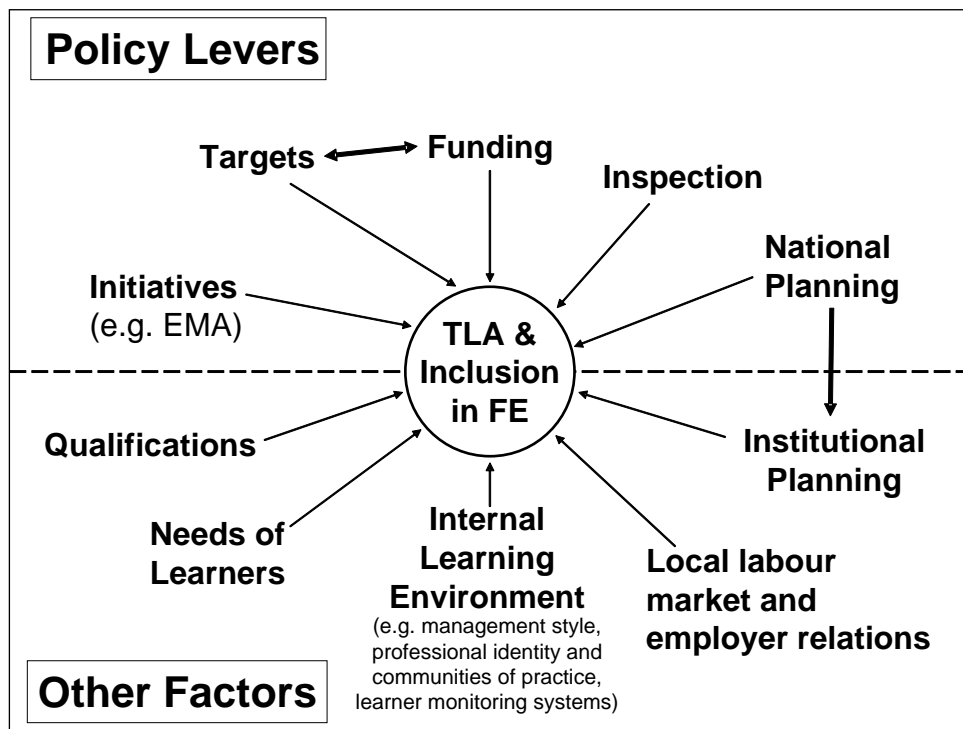 Policy Levers
Targets
Funding
Inspection
National
Planning
Initiatives
(e.g. EMA)
TLA &
Inclusion
in FE
Qualifications
Institutional
Planning
Needs of
Learners
Internal
Learning
Environment
(e.g. management style,
professional identity and
communities of practice,
learner monitoring systems)
Local labour
market and
employer relations
Other Factors